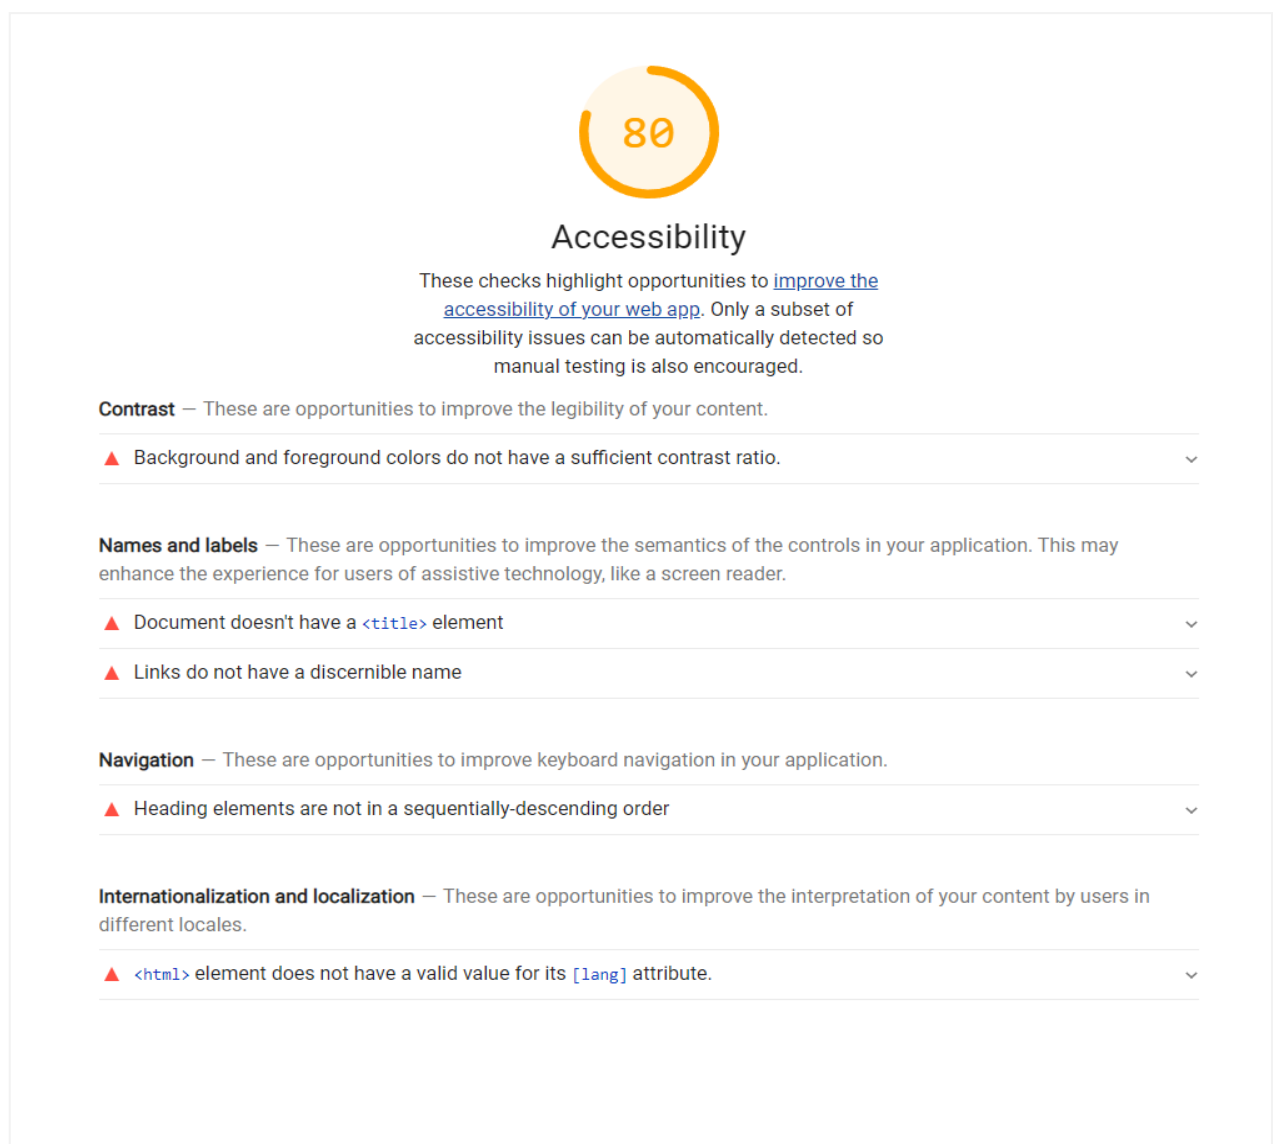 80
Accessibility
These checks highlight opportunities to improve the
accessibility of your web app. Only a subset of
accessibility issues can be automatically detected so
manual testing is also encouraged.
Contrast — These are opportunities to improve the legibility of your content.
Background and foreground colors do not have a sufficient contrast ratio.
Names and labels — These are opportunities to improve the semantics of the controls in your application. This may
enhance the experience for users of assistive technology, like a screen reader.
Document doesn't have a <title> element
Links do not have a discernible name
Navigation — These are opportunities to improve keyboard navigation in your application.
Heading elements are not in a sequentially-descending order
Internationalization and localization — These are opportunities to improve the interpretation of your content by users in
different locales.
<html> element does not have a valid value for its [lang] attribute.